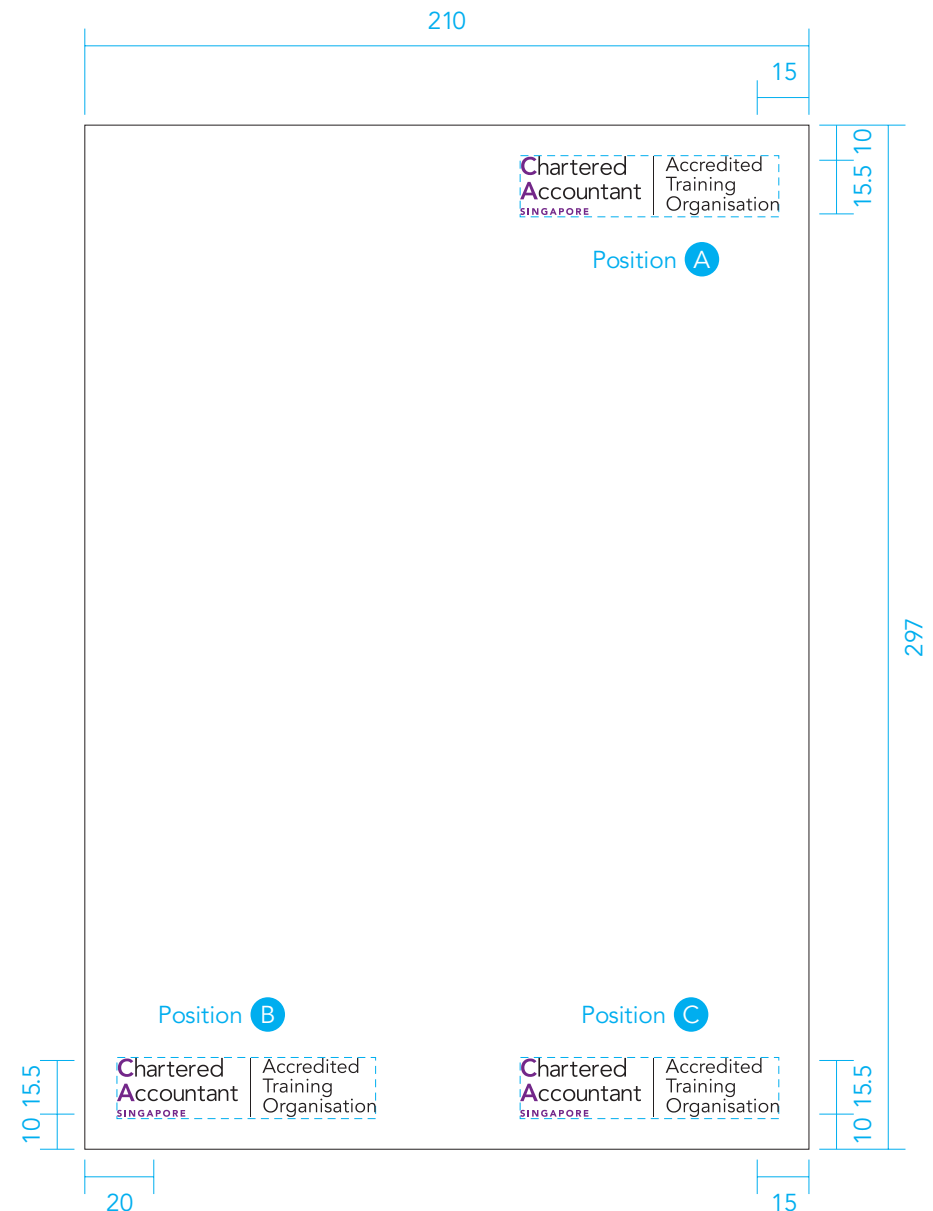 210
15
10
15.5
Chartered
Accountant
SINGAPORE
Accredited
Training
Organisation
Position A
297
Position B
Position C
15.5
10
Chartered
Accountant
SINGAPORE
Accredited
Training
Organisation
Chartered
Accountant
SINGAPORE
Accredited
Training
Organisation
15.5
10
20
15